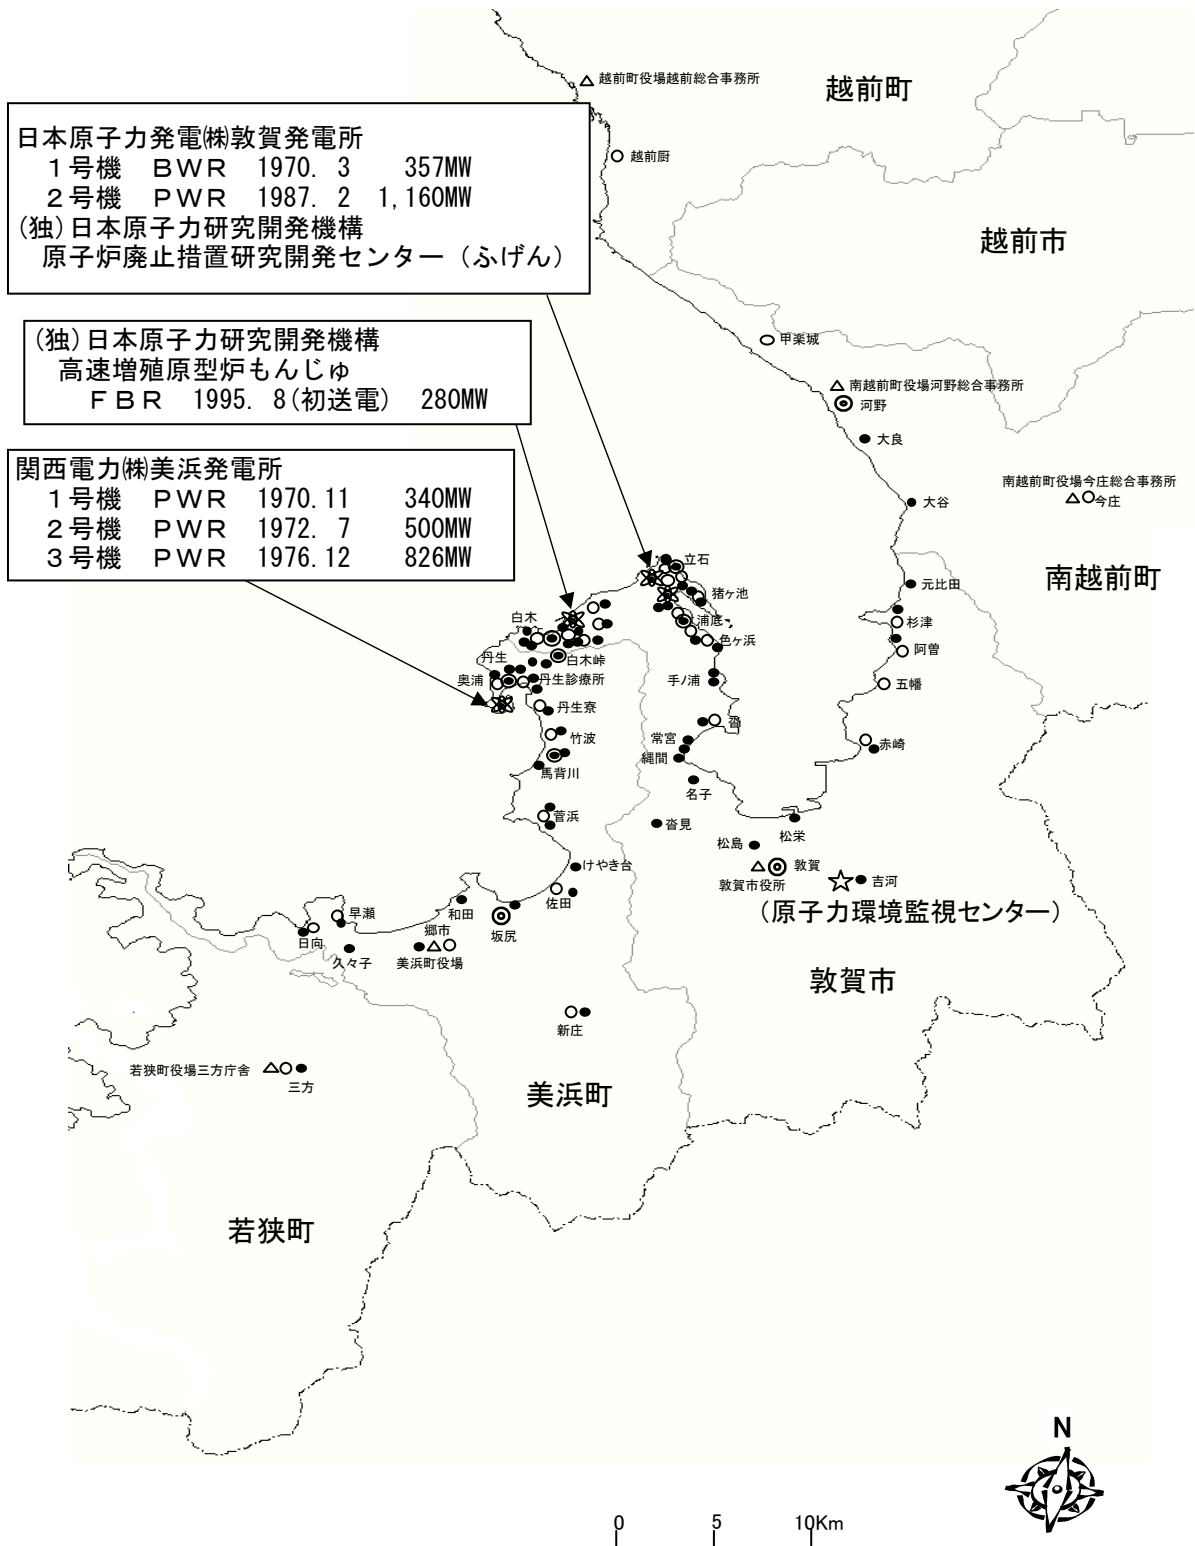 越前町役場越前総合事務所
越前町
日本原子力発電㈱敦賀発電所
1号機 BWR 1970. 3 357MW
2号機 PWR 1987. 2 1,160MW
(独)日本原子力研究開発機構
原子炉廃止措置研究開発センター（ふげん）
越前厨
越前市
(独)日本原子力研究開発機構
高速増殖原型炉もんじゅ
FBR 1995. 8(初送電) 280MW
甲楽城
南越前町役場河野総合事務所
河野
大良
関西電力㈱美浜発電所
1号機 PWR 1970.11 340MW
2号機 PWR 1972. 7 500MW
3号機 PWR 1976.12 826MW
南越前町役場今庄総合事務所
今庄
大谷
南越前町
立石
元比田
猪ヶ池
白木
浦底
杉津
色ヶ浜
阿曽
丹生
白木峠
奥浦
丹生診療所
手ノ浦
五幡
丹生寮
沓
竹波
常宮
赤崎
縄間
馬背川
名子
菅浜
沓見
松栄
松島
けやき台
敦賀
敦賀市役所
吉河
佐田
(原子力環境監視センター)
和田
早瀬
坂尻
郷市
日向
久々子
美浜町役場
敦賀市
新庄
若狭町役場三方庁舎
三方
美浜町
若狭町
N
0 5 10Km